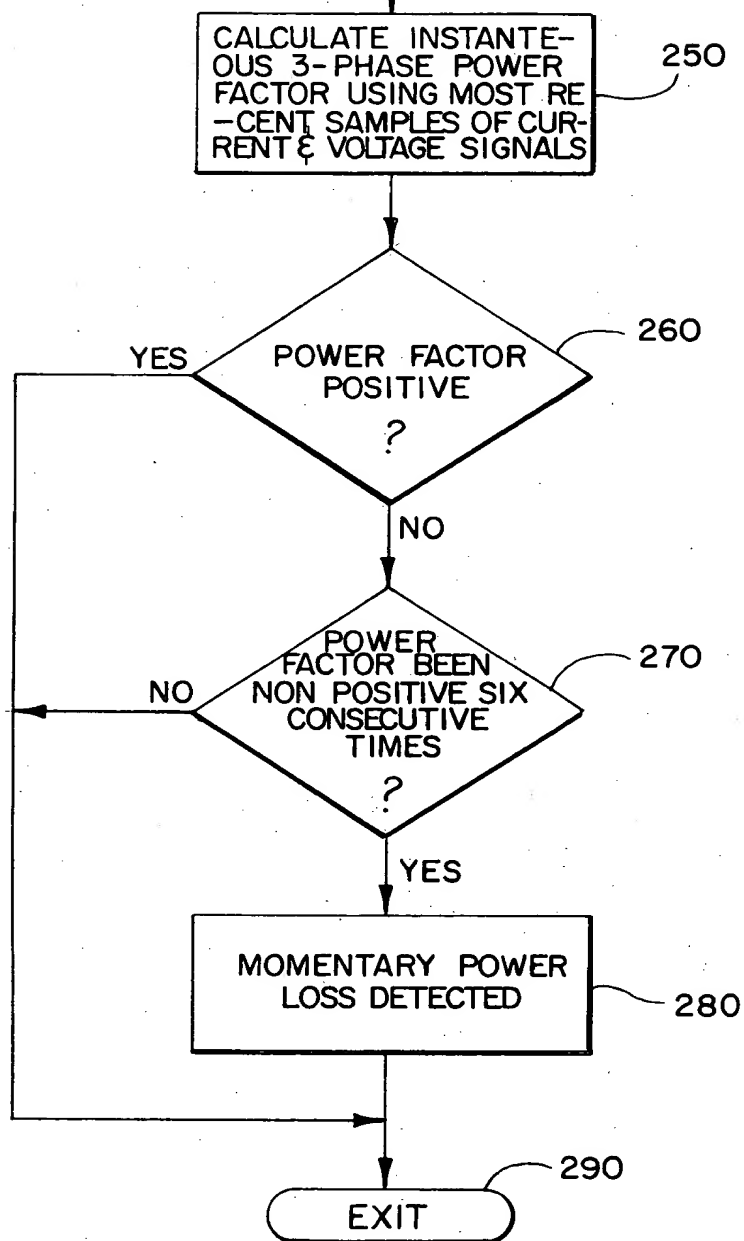 CALCULATE INSTANTE-
OUS 3-PHASE POWER
FACTOR USING MOST RE
-CENT SAMPLES OF CUR-
RENT & VOLTAGE SIGNALS
250
260
YES
POWER FACTOR
POSITIVE
?
NO
POWER
FACTOR BEEN
NON POSITIVE SIX
CONSECUTIVE
TIMES
?
270
NO
YES
MOMENTARY POWER
LOSS DETECTED
280
290
EXIT